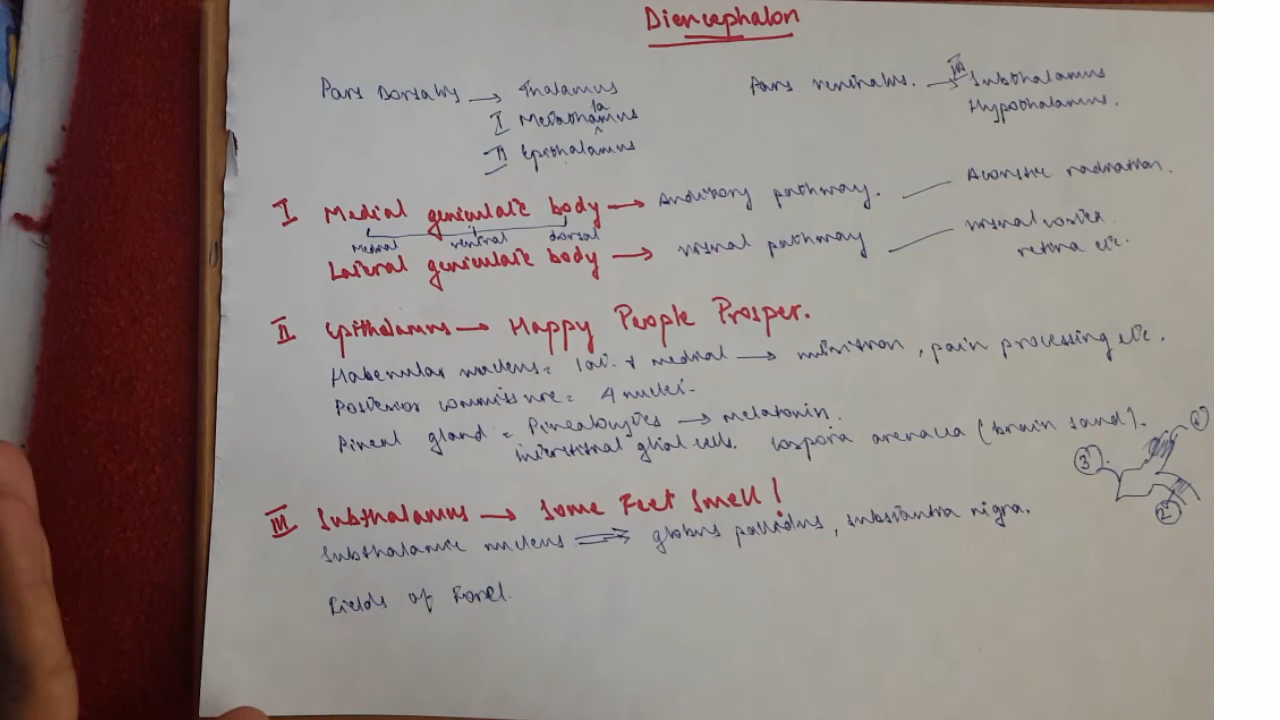 Diencephalon
Pars Dorsalis → Thalamus
I Metathalamus
II Epithalamus
Pars ventralis. → III Subthalamus
Hypothalamus.
I Medial geniculate body → Auditory pathway. — Acoustic radiation.
Medial ventral dorsal
Lateral geniculate body → visual pathway — visual cortex
retina etc.
II Epithalamus → Happy People Prosper.
Habenular nucleus = lat. & medial → nutrition, pain processing etc.
Posterior commissure = 4 nuclei.
Pineal gland = Pinealocytes → melatonin.
interstitial glial cells. corpora arenacea (brain sand).
3
2
III Subthalamus → Some Feet Smell!
Subthalamic nucleus globus pallidus, substantia nigra.
Fields of Forel.